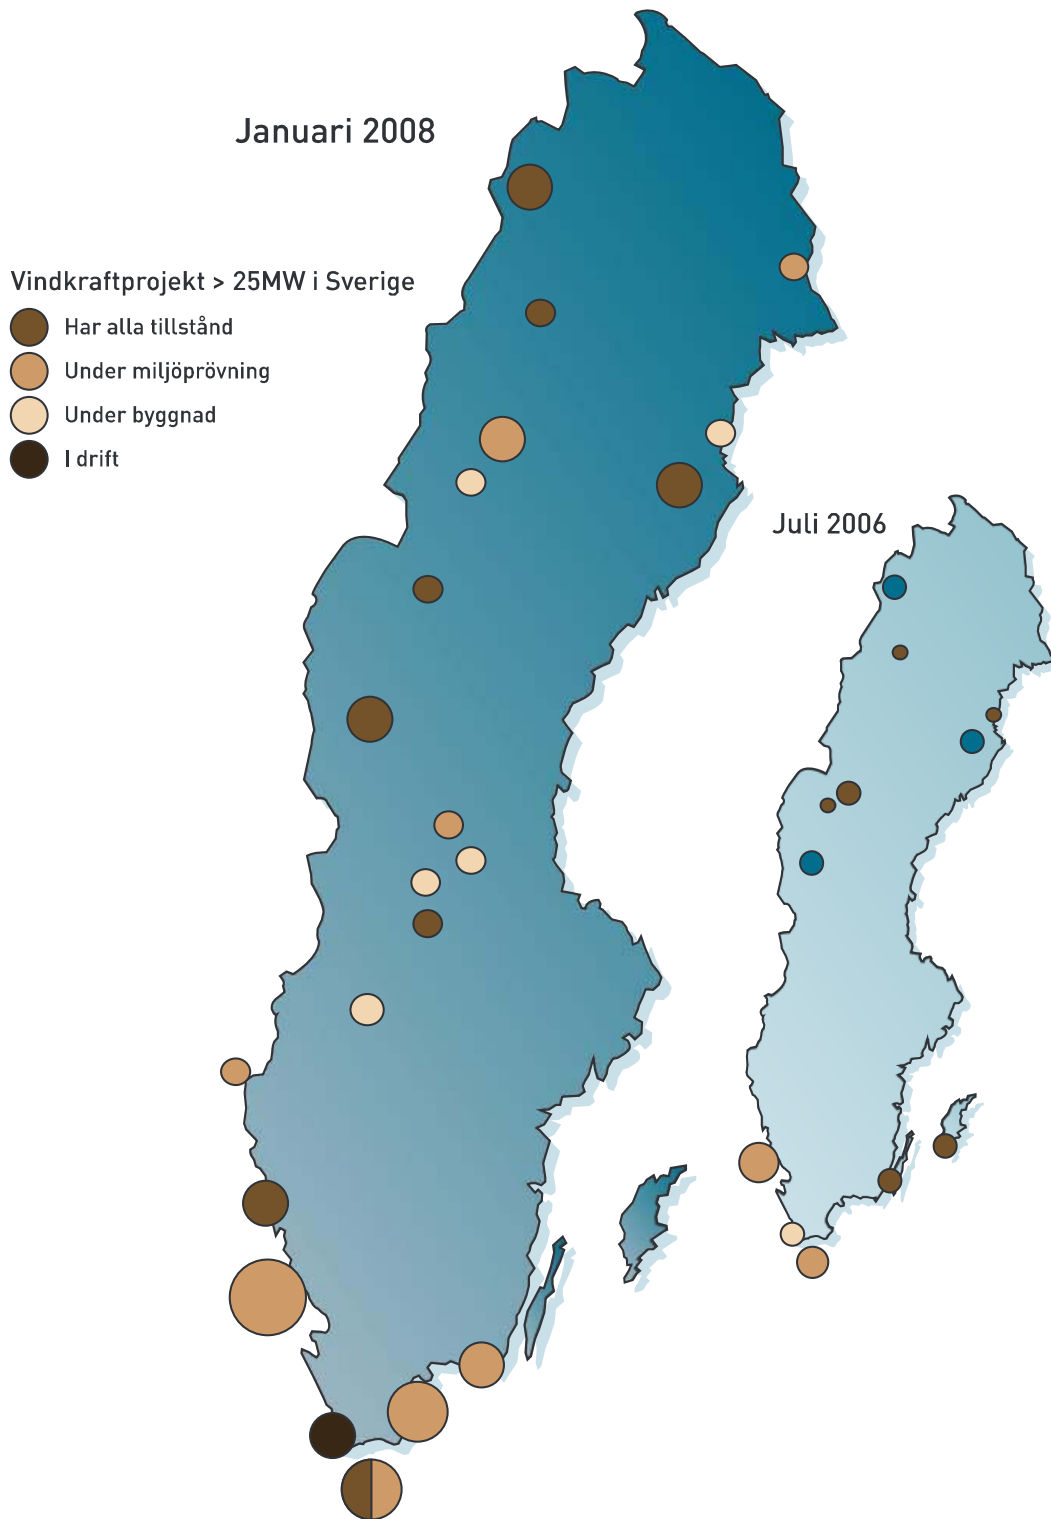 Januari 2008
Vindkraftprojekt > 25MW i Sverige
Har alla tillstånd
Under miljöprövning
Under byggnad
I drift
Juli 2006